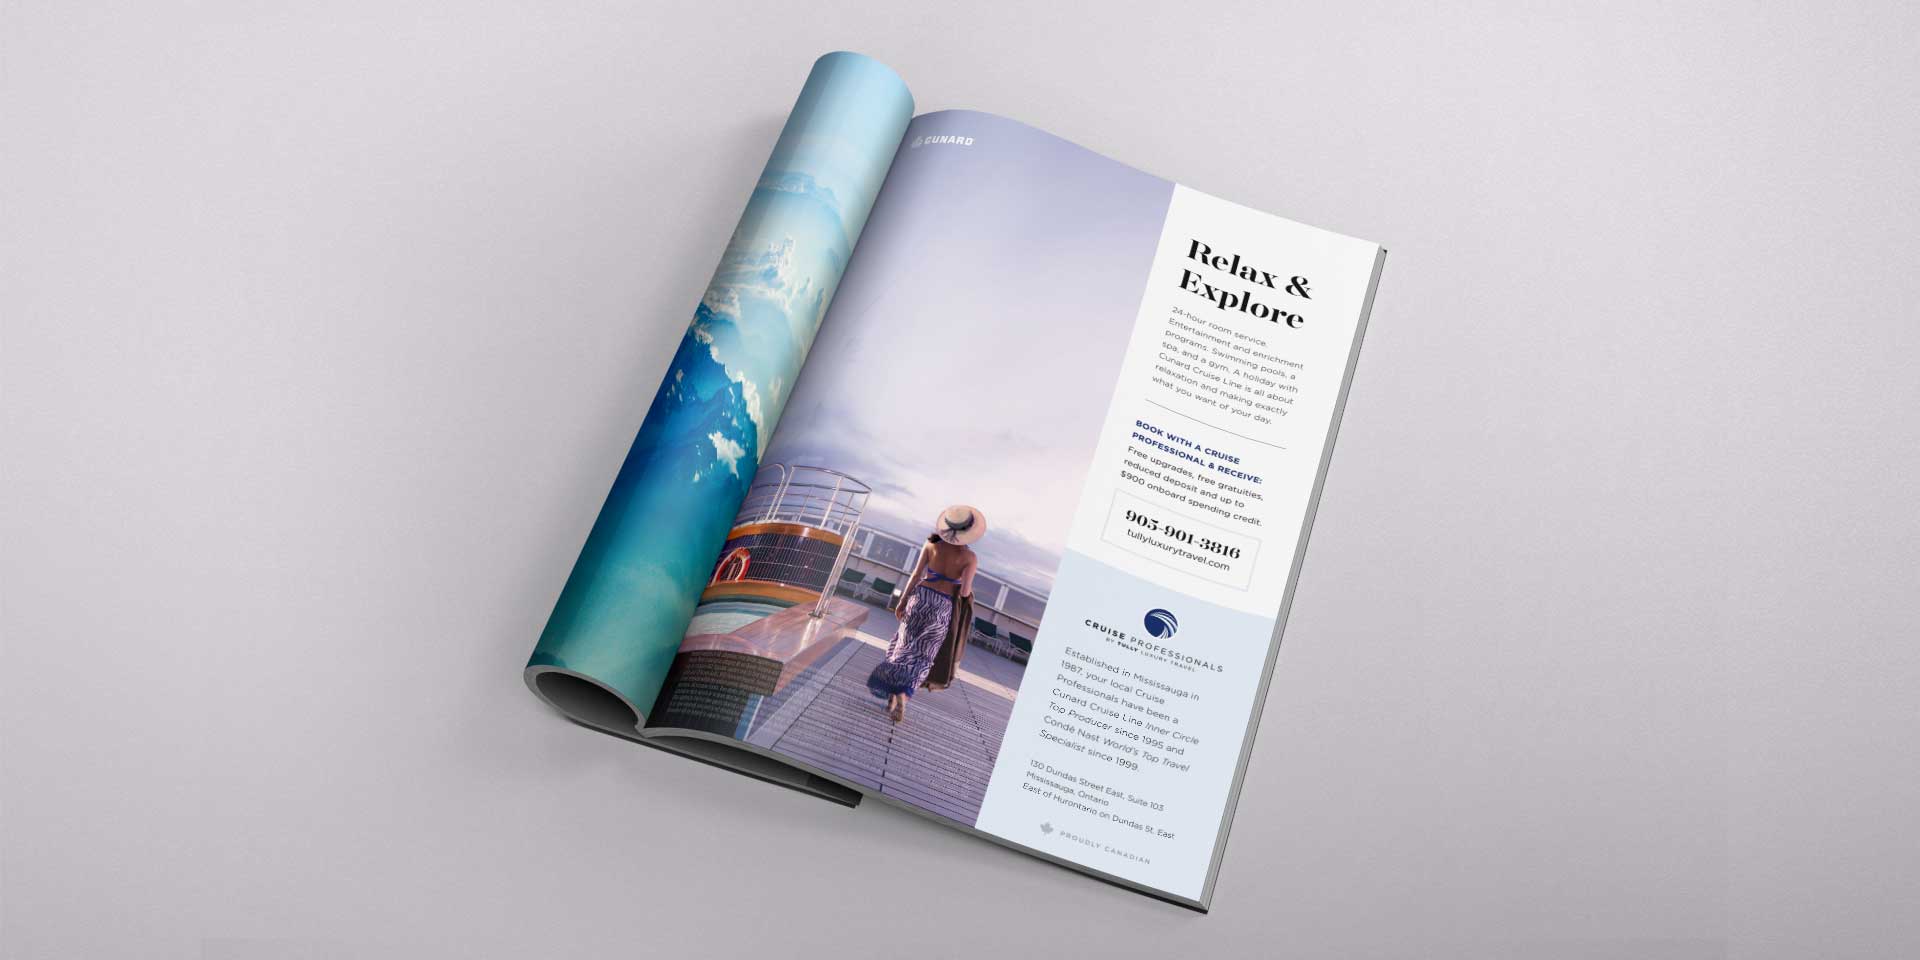 CUNARD
Relax &
Explore
24-hour room service.
Entertainment and enrichment
programs. Swimming pools, a
spa, and a gym. A holiday with
Cunard Cruise Line is all about
relaxation and making exactly
what you want of your day.
BOOK WITH A CRUISE
PROFESSIONAL & RECEIVE:
Free upgrades, free gratuities,
reduced deposit and up to
$900 onboard spending credit.
905-901-3816
tullyluxurytravel.com
CRUISE PROFESSIONALS
BY TULLY LUXURY TRAVEL
Established in Mississauga in
1987, your local Cruise
Professionals have been a
Cunard Cruise Line Inner Circle
Top Producer since 1995 and
Condé Nast World's Top Travel
Specialist since 1999.
130 Dundas Street East, Suite 103
Mississauga, Ontario
East of Hurontario on Dundas St. East
PROUDLY CANADIAN